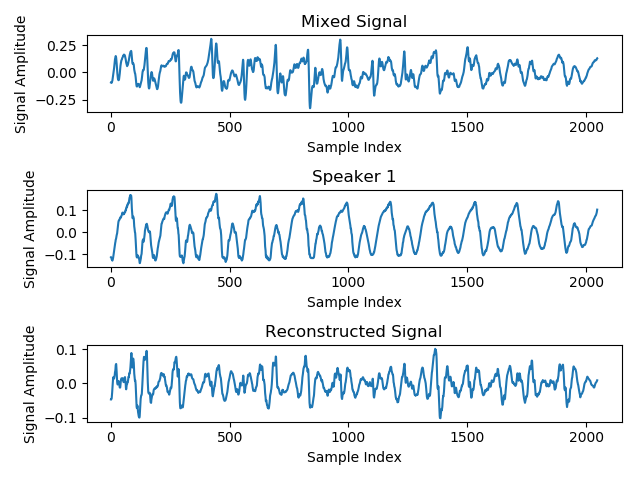 Mixed Signal
Signal Amplitude
0.25
0.00
−0.25
0 500 1000 1500 2000
Sample Index
Speaker 1
Signal Amplitude
0.1
0.0
−0.1
0 500 1000 1500 2000
Sample Index
Reconstructed Signal
Signal Amplitude
0.1
0.0
−0.1
0 500 1000 1500 2000
Sample Index